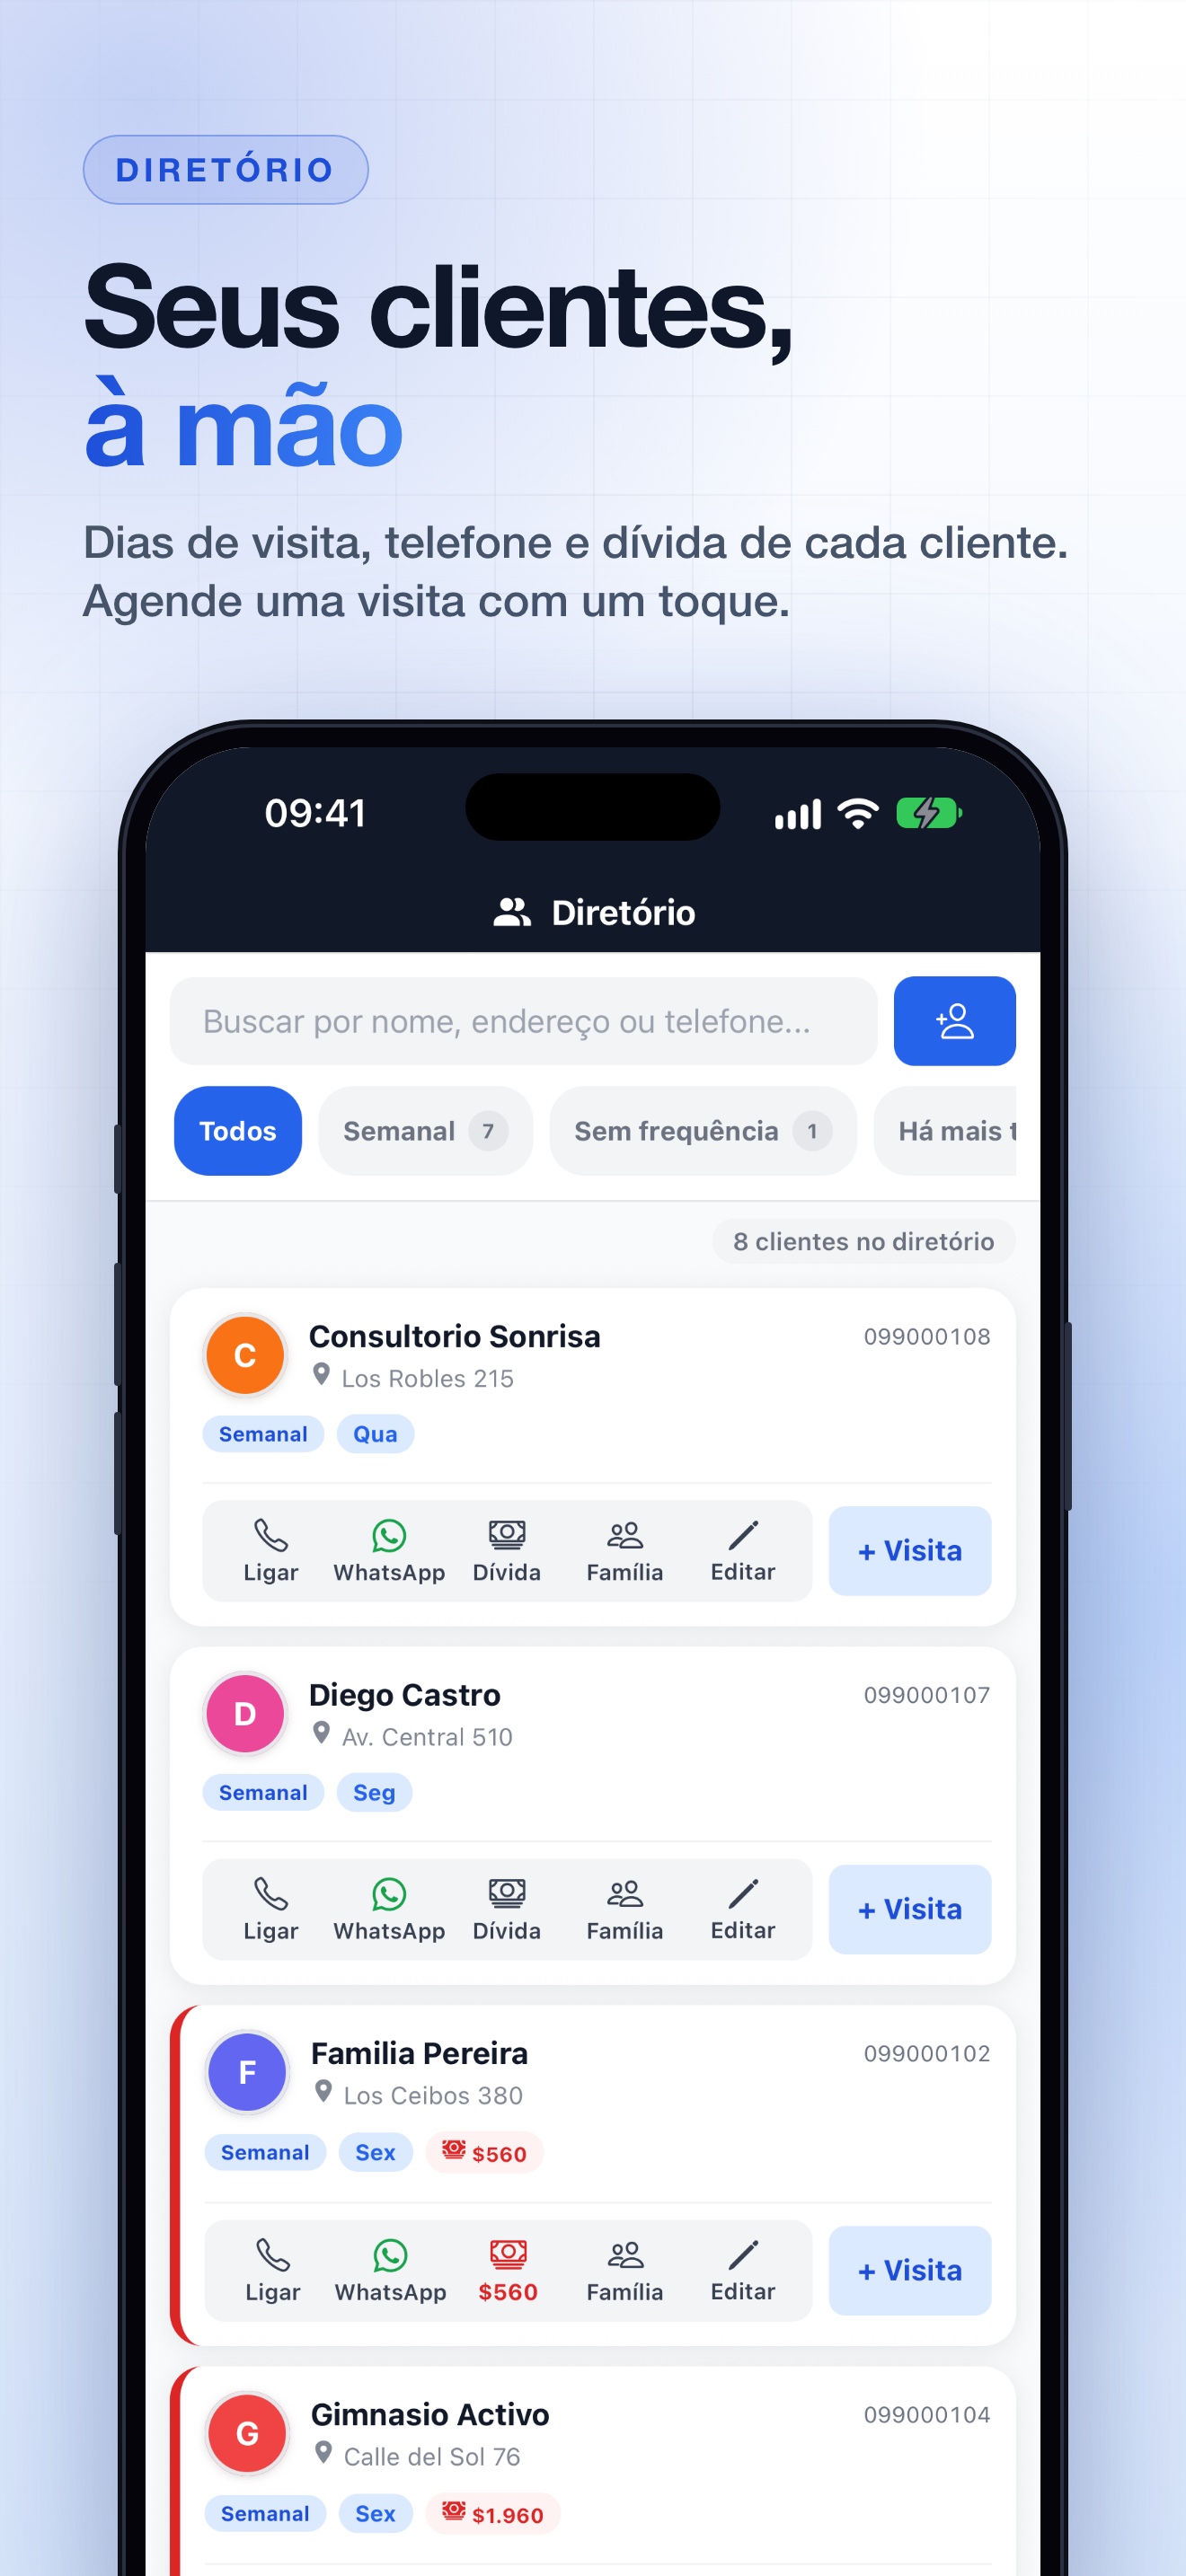 DIRETÓRIO
Seus clientes,
à mão
Dias de visita, telefone e dívida de cada cliente.
Agende uma visita com um toque.
09:41
Diretório
Buscar por nome, endereço ou telefone...
Todos Semanal 7 Sem frequência 1 Há mais t
8 clientes no diretório
C Consultorio Sonrisa 099000108
Los Robles 215
Semanal Qua
Ligar WhatsApp Dívida Família Editar + Visita
D Diego Castro 099000107
Av. Central 510
Semanal Seg
Ligar WhatsApp Dívida Família Editar + Visita
F Familia Pereira 099000102
Los Ceibos 380
Semanal Sex $560
Ligar WhatsApp $560 Família Editar + Visita
G Gimnasio Activo 099000104
Calle del Sol 76
Semanal Sex $1.960